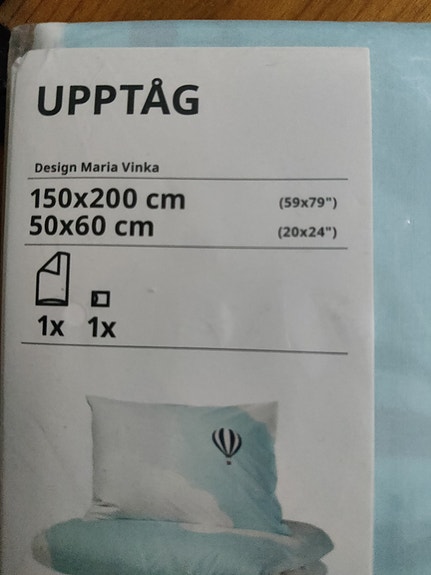 UPPTÅG
Design Maria Vinka
150x200 cm (59x79")
50x60 cm (20x24")
1x 1x